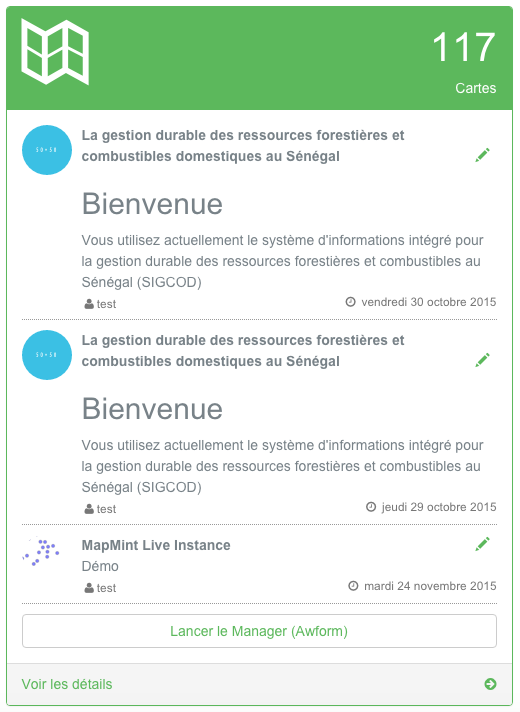 117
Cartes
50×50
La gestion durable des ressources forestières et
combustibles domestiques au Sénégal
Bienvenue
Vous utilisez actuellement le système d'informations intégré pour
la gestion durable des ressources forestières et combustibles au
Sénégal (SIGCOD)
test
vendredi 30 octobre 2015
50×50
La gestion durable des ressources forestières et
combustibles domestiques au Sénégal
Bienvenue
Vous utilisez actuellement le système d'informations intégré pour
la gestion durable des ressources forestières et combustibles au
Sénégal (SIGCOD)
test
jeudi 29 octobre 2015
MapMint Live Instance
Démo
test
mardi 24 novembre 2015
Lancer le Manager (Awform)
Voir les détails